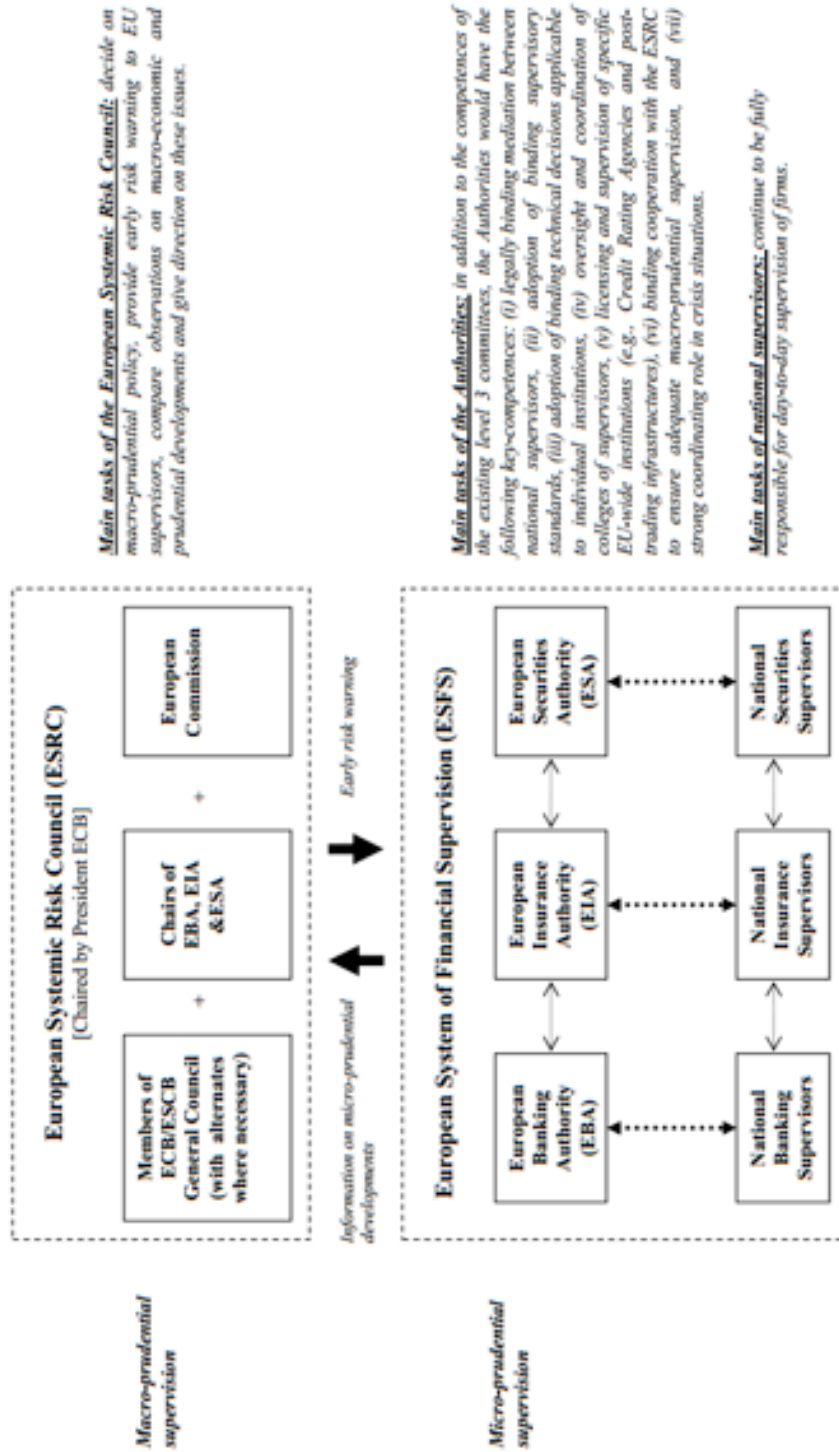 Macro-prudential
supervision
European Systemic Risk Council (ESRC)
[Chaired by President ECB]
Members of
ECB/ESCB
General Council
(with alternates
where necessary)
+
Chairs of
EBA, EIA
&ESA
+
European
Commission
Main tasks of the European Systemic Risk Council: decide on
macro-prudential policy, provide early risk warning to EU
supervisors, compare observations on macro-economic and
prudential developments and give direction on these issues.
Information on micro-prudential
developments
Early risk warning
Micro-prudential
supervision
European System of Financial Supervision (ESFS)
European
Banking
Authority
(EBA)
European
Insurance
Authority
(EIA)
European
Securities
Authority
(ESA)
National
Banking
Supervisors
National
Insurance
Supervisors
National
Securities
Supervisors
Main tasks of the Authorities: in addition to the competences of
the existing level 3 committees, the Authorities would have the
following key-competences: (i) legally binding mediation between
national supervisors, (ii) adoption of binding supervisory
standards, (iii) adoption of binding technical decisions applicable
to individual institutions, (iv) oversight and coordination of
colleges of supervisors, (v) licensing and supervision of specific
EU-wide institutions (e.g., Credit Rating Agencies and post-
trading infrastructures), (vi) binding cooperation with the ESRC
to ensure adequate macro-prudential supervision, and (vii)
strong coordinating role in crisis situations.
Main tasks of national supervisors: continue to be fully
responsible for day-to-day supervision of firms.